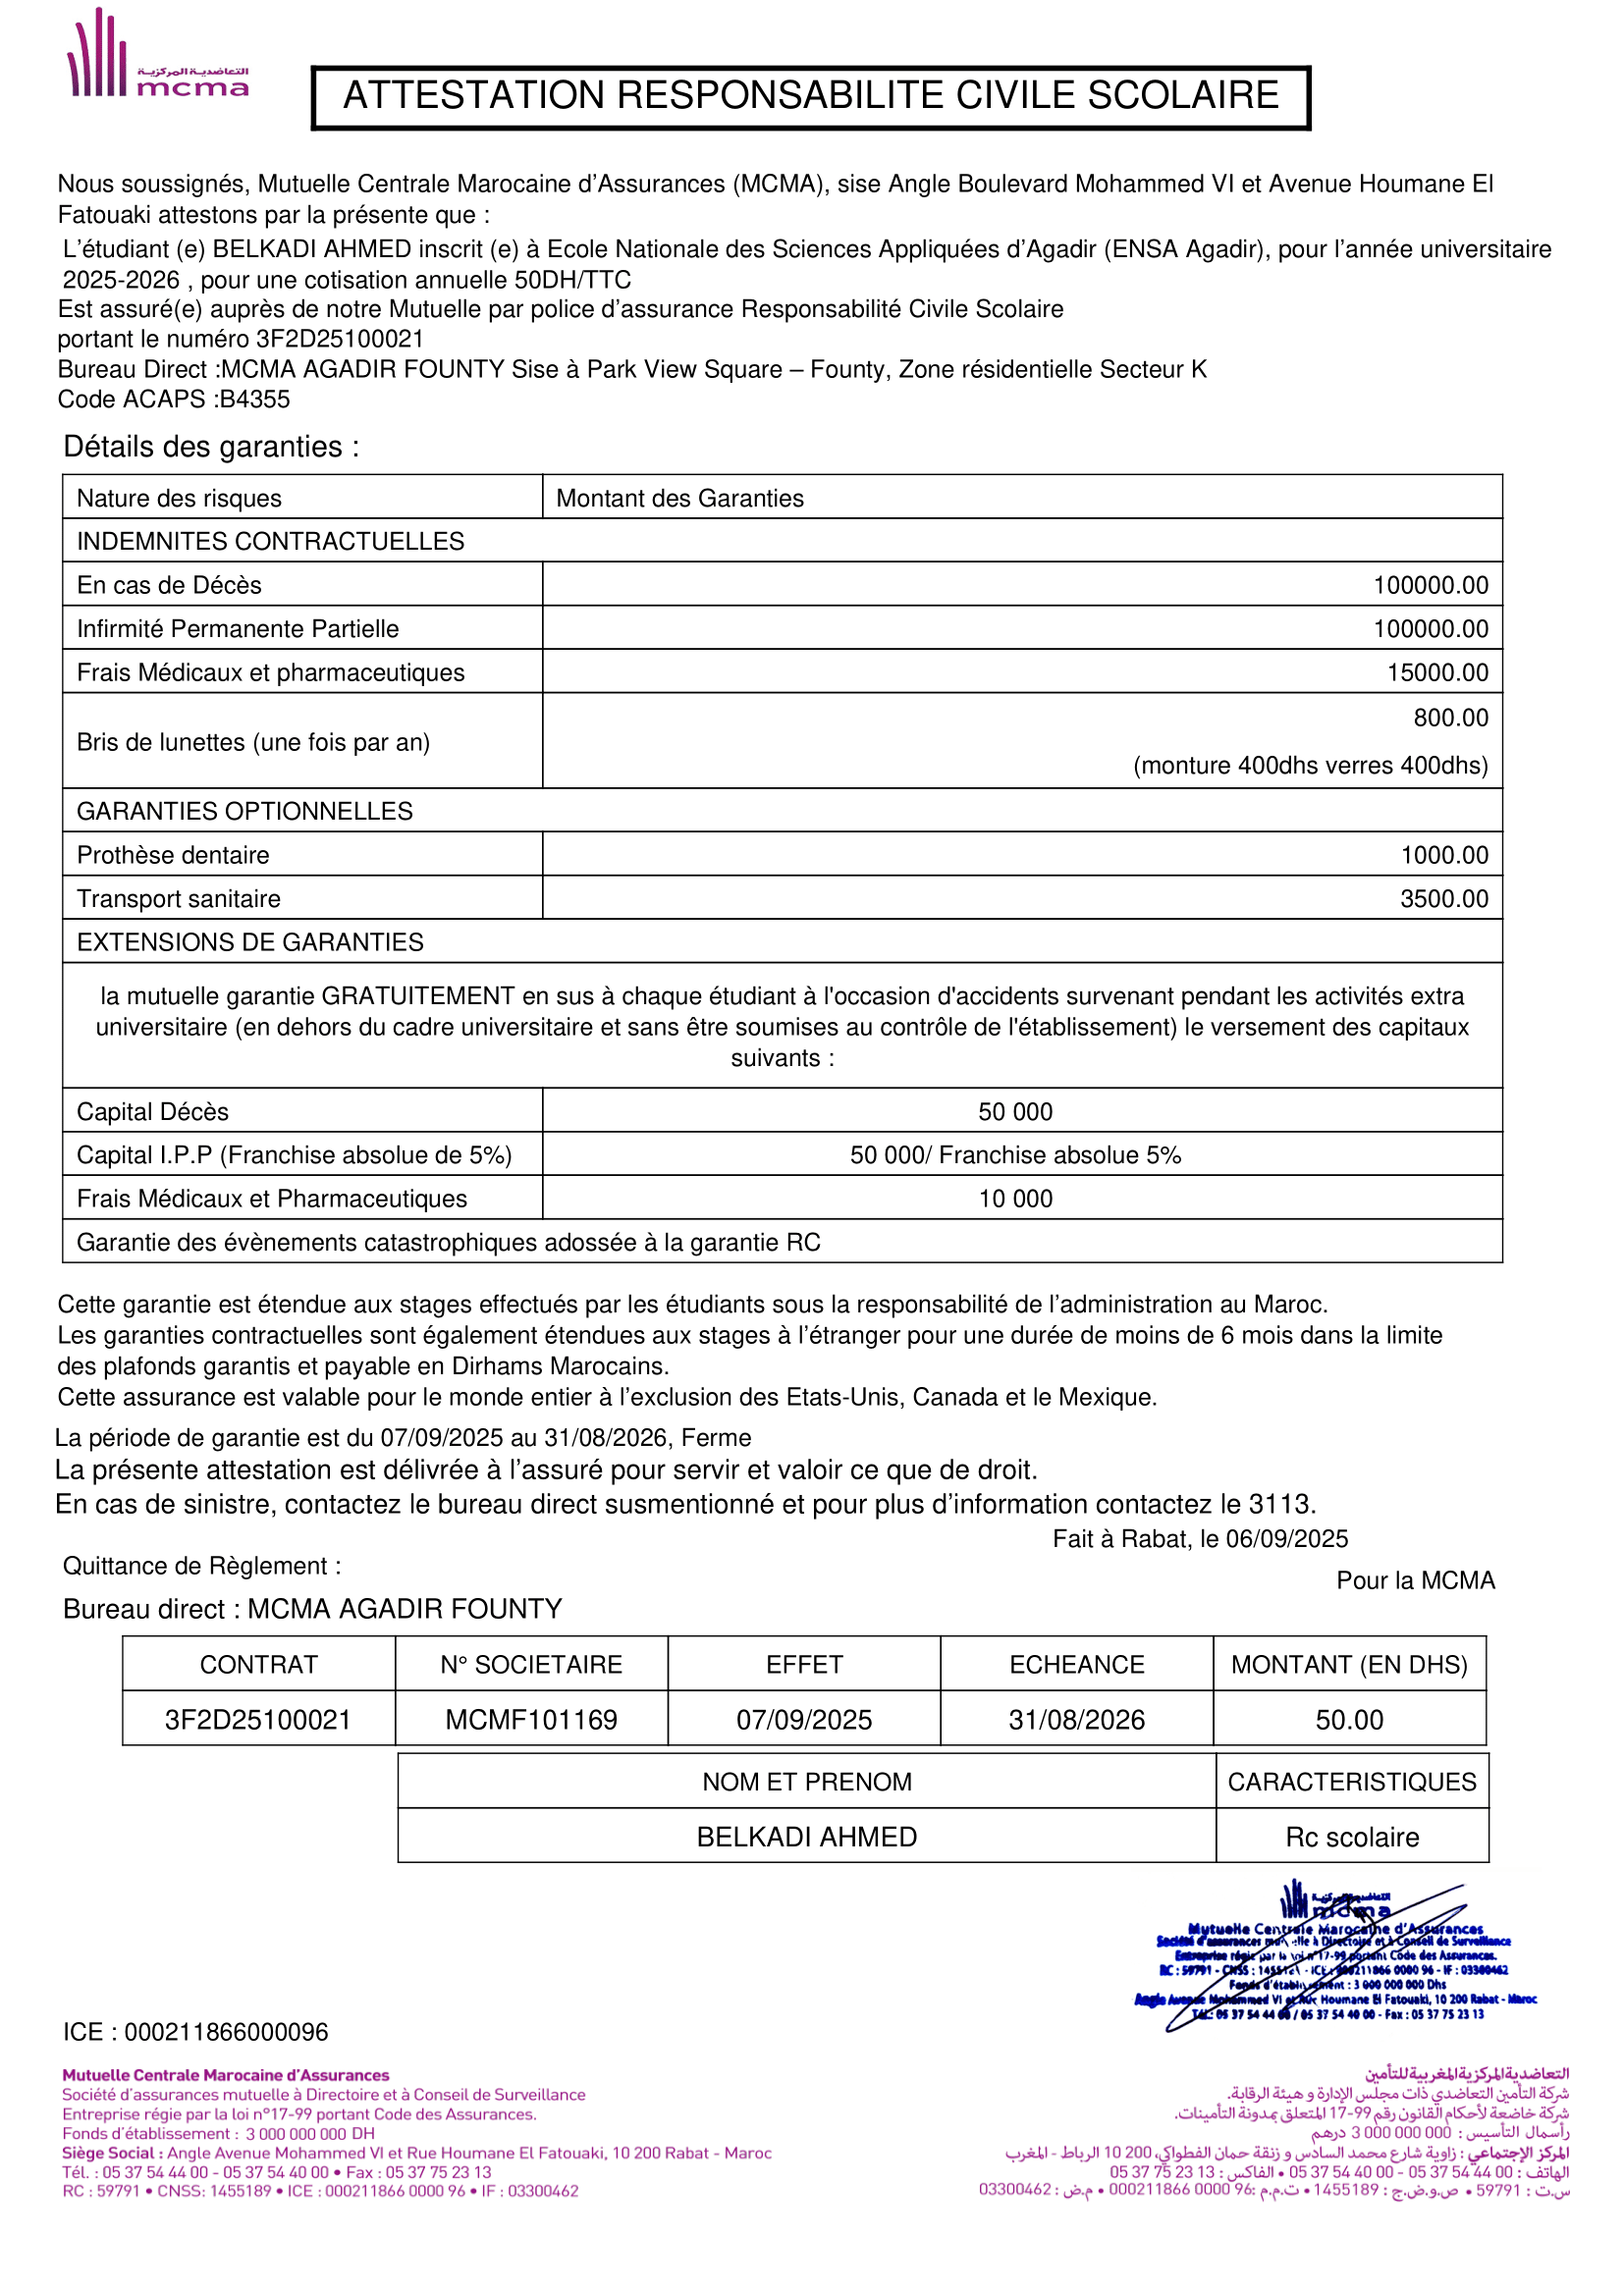 التعاضدية المركزية
mcma
ATTESTATION RESPONSABILITE CIVILE SCOLAIRE
Nous soussignés, Mutuelle Centrale Marocaine d’Assurances (MCMA), sise Angle Boulevard Mohammed VI et Avenue Houmane El
Fatouaki attestons par la présente que :
L’étudiant (e) BELKADI AHMED inscrit (e) à Ecole Nationale des Sciences Appliquées d’Agadir (ENSA Agadir), pour l’année universitaire
2025-2026 , pour une cotisation annuelle 50DH/TTC
Est assuré(e) auprès de notre Mutuelle par police d’assurance Responsabilité Civile Scolaire
portant le numéro 3F2D25100021
Bureau Direct :MCMA AGADIR FOUNTY Sise à Park View Square – Founty, Zone résidentielle Secteur K
Code ACAPS :B4355
Détails des garanties :
Nature des risques Montant des Garanties
INDEMNITES CONTRACTUELLES
En cas de Décès 100000.00
Infirmité Permanente Partielle 100000.00
Frais Médicaux et pharmaceutiques 15000.00
Bris de lunettes (une fois par an) 800.00
(monture 400dhs verres 400dhs)
GARANTIES OPTIONNELLES
Prothèse dentaire 1000.00
Transport sanitaire 3500.00
EXTENSIONS DE GARANTIES
la mutuelle garantie GRATUITEMENT en sus à chaque étudiant à l'occasion d'accidents survenant pendant les activités extra
universitaire (en dehors du cadre universitaire et sans être soumises au contrôle de l'établissement) le versement des capitaux
suivants :
Capital Décès 50 000
Capital I.P.P (Franchise absolue de 5%) 50 000/ Franchise absolue 5%
Frais Médicaux et Pharmaceutiques 10 000
Garantie des évènements catastrophiques adossée à la garantie RC
Cette garantie est étendue aux stages effectués par les étudiants sous la responsabilité de l’administration au Maroc.
Les garanties contractuelles sont également étendues aux stages à l’étranger pour une durée de moins de 6 mois dans la limite
des plafonds garantis et payable en Dirhams Marocains.
Cette assurance est valable pour le monde entier à l’exclusion des Etats-Unis, Canada et le Mexique.
La période de garantie est du 07/09/2025 au 31/08/2026, Ferme
La présente attestation est délivrée à l’assuré pour servir et valoir ce que de droit.
En cas de sinistre, contactez le bureau direct susmentionné et pour plus d’information contactez le 3113.
Fait à Rabat, le 06/09/2025
Quittance de Règlement :
Pour la MCMA
Bureau direct : MCMA AGADIR FOUNTY
CONTRAT N° SOCIETAIRE EFFET ECHEANCE MONTANT (EN DHS)
3F2D25100021 MCMF101169 07/09/2025 31/08/2026 50.00
NOM ET PRENOM CARACTERISTIQUES
BELKADI AHMED Rc scolaire
التعاضدية المركزية
mcma
Mutuelle Centrale Marocaine d’Assurances
Société d’assurances mutuelle à Directoire et à Conseil de Surveillance
Entreprise régie par la loi n°17-99 portant Code des Assurances.
RC : 59791 - CNSS : - ICE : 000211866 0000 96 - IF : 03300462
Fonds d’établissement : 3 000 000 000 Dhs
Angle Avenue Mohammed VI et Rue Houmane El Fatouaki, 10 200 Rabat - Maroc
Tél.: 05 37 54 44 00 / 05 37 54 40 00 - Fax : 05 37 75 23 13
ICE : 000211866000096
Mutuelle Centrale Marocaine d’Assurances
Société d’assurances mutuelle à Directoire et à Conseil de Surveillance
Entreprise régie par la loi n°17-99 portant Code des Assurances.
Fonds d’établissement : 3 000 000 000 DH
Siège Social : Angle Avenue Mohammed VI et Rue Houmane El Fatouaki, 10 200 Rabat - Maroc
Tél. : 05 37 54 44 00 - 05 37 54 40 00 • Fax : 05 37 75 23 13
RC : 59791 • CNSS: 1455189 • ICE : 000211866 0000 96 • IF : 03300462
التعاضدية المركزية المغربية للتأمين
شركة التأمين التعاضدي ذات مجلس الإدارة و هيئة الرقابة.
شركة خاضعة لأحكام القانون رقم 99-17 المتعلق بمدونة التأمينات.
رأسمال التأسيس : 000 000 000 3 درهم
المركز الإجتماعي : زاوية شارع محمد السادس و زنقة حمان الفطواكي، 200 10 الرباط - المغرب
الهاتف : 00 44 54 37 05 - 00 40 54 37 05 • الفاكس : 13 23 75 37 05
س.ت : 59791 • ص.و.ض.ج : 1455189 • ت.م.م :96 0000 000211866 • م.ض : 03300462